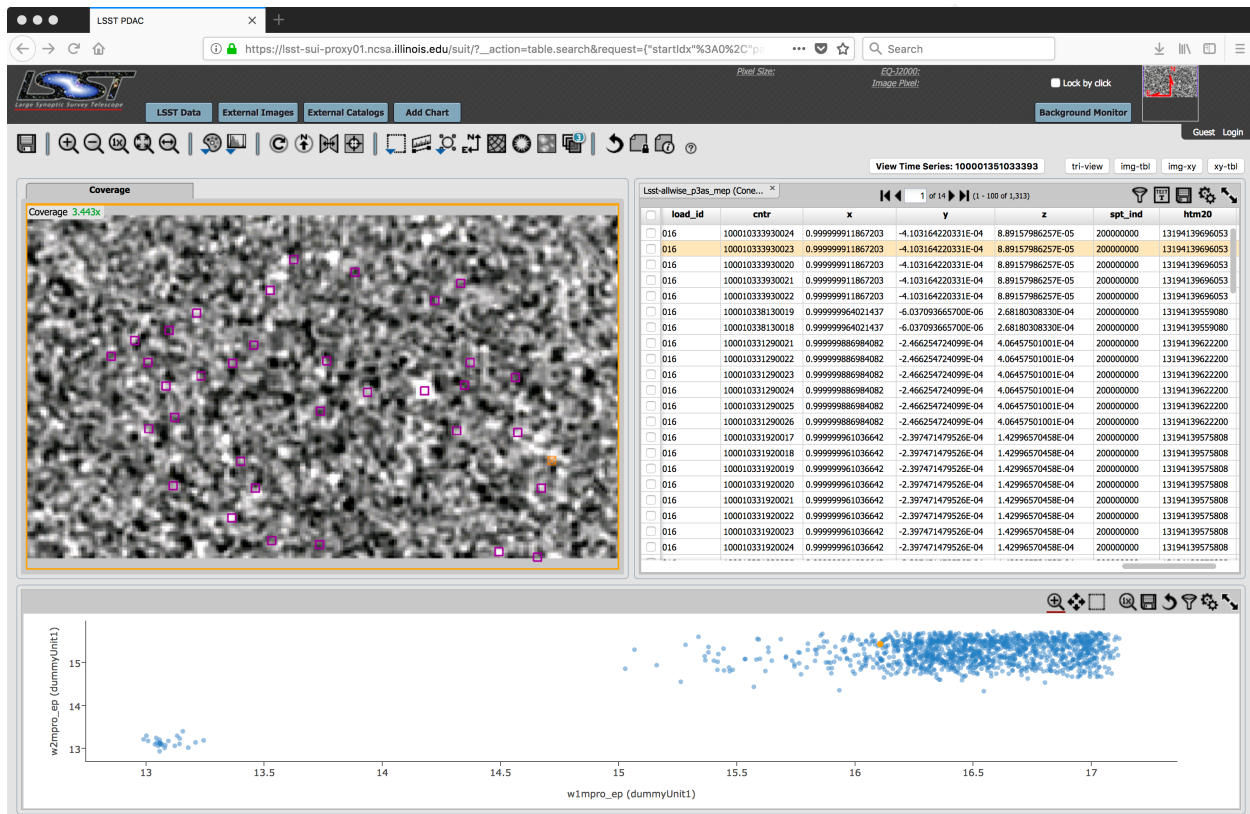 LSST PDAC
https://lsst-sui-proxy01.ncsa.illinois.edu/suit/?__action=table.search&request={"startIdx"%3A0%2C"pa
Search
LSST
Large Synoptic Survey Telescope
Pixel Size:
EQ-J2000:
Image Pixel:
Lock by click
LSST Data
External Images
External Catalogs
Add Chart
Background Monitor
Guest Login
1x
N
E
3
View Time Series: 100001351033393
tri-view
img-tbl
img-xy
xy-tbl
Coverage
Coverage 3.443x
Lsst-allwise_p3as_mep (Cone...
1 of 14 (1 - 100 of 1,313)
TEXT
load_id cntr x y z spt_ind htm20
016 100010333930024 0.999999911867203 -4.103164220331E-04 8.89157986257E-05 200000000 13194139696053
016 100010333930023 0.999999911867203 -4.103164220331E-04 8.89157986257E-05 200000000 13194139696053
016 100010333930020 0.999999911867203 -4.103164220331E-04 8.89157986257E-05 200000000 13194139696053
016 100010333930021 0.999999911867203 -4.103164220331E-04 8.89157986257E-05 200000000 13194139696053
016 100010333930022 0.999999911867203 -4.103164220331E-04 8.89157986257E-05 200000000 13194139696053
016 100010338130019 0.999999964021437 -6.037093665700E-06 2.68180308330E-04 200000000 13194139559080
016 100010338130018 0.999999964021437 -6.037093665700E-06 2.68180308330E-04 200000000 13194139559080
016 100010331290021 0.999999886984082 -2.466254724099E-04 4.06457501001E-04 200000000 13194139622200
016 100010331290022 0.999999886984082 -2.466254724099E-04 4.06457501001E-04 200000000 13194139622200
016 100010331290023 0.999999886984082 -2.466254724099E-04 4.06457501001E-04 200000000 13194139622200
016 100010331290024 0.999999886984082 -2.466254724099E-04 4.06457501001E-04 200000000 13194139622200
016 100010331290025 0.999999886984082 -2.466254724099E-04 4.06457501001E-04 200000000 13194139622200
016 100010331290026 0.999999886984082 -2.466254724099E-04 4.06457501001E-04 200000000 13194139622200
016 100010331920017 0.999999961036642 -2.397471479526E-04 1.42996570458E-04 200000000 13194139575808
016 100010331920018 0.999999961036642 -2.397471479526E-04 1.42996570458E-04 200000000 13194139575808
016 100010331920019 0.999999961036642 -2.397471479526E-04 1.42996570458E-04 200000000 13194139575808
016 100010331920020 0.999999961036642 -2.397471479526E-04 1.42996570458E-04 200000000 13194139575808
016 100010331920021 0.999999961036642 -2.397471479526E-04 1.42996570458E-04 200000000 13194139575808
016 100010331920022 0.999999961036642 -2.397471479526E-04 1.42996570458E-04 200000000 13194139575808
016 100010331920023 0.999999961036642 -2.397471479526E-04 1.42996570458E-04 200000000 13194139575808
016 100010331920024 0.999999961036642 -2.397471479526E-04 1.42996570458E-04 200000000 13194139575808
1x
w2mpro_ep (dummyUnit1)
15
14
13
13 13.5 14 14.5 15 15.5 16 16.5 17
w1mpro_ep (dummyUnit1)